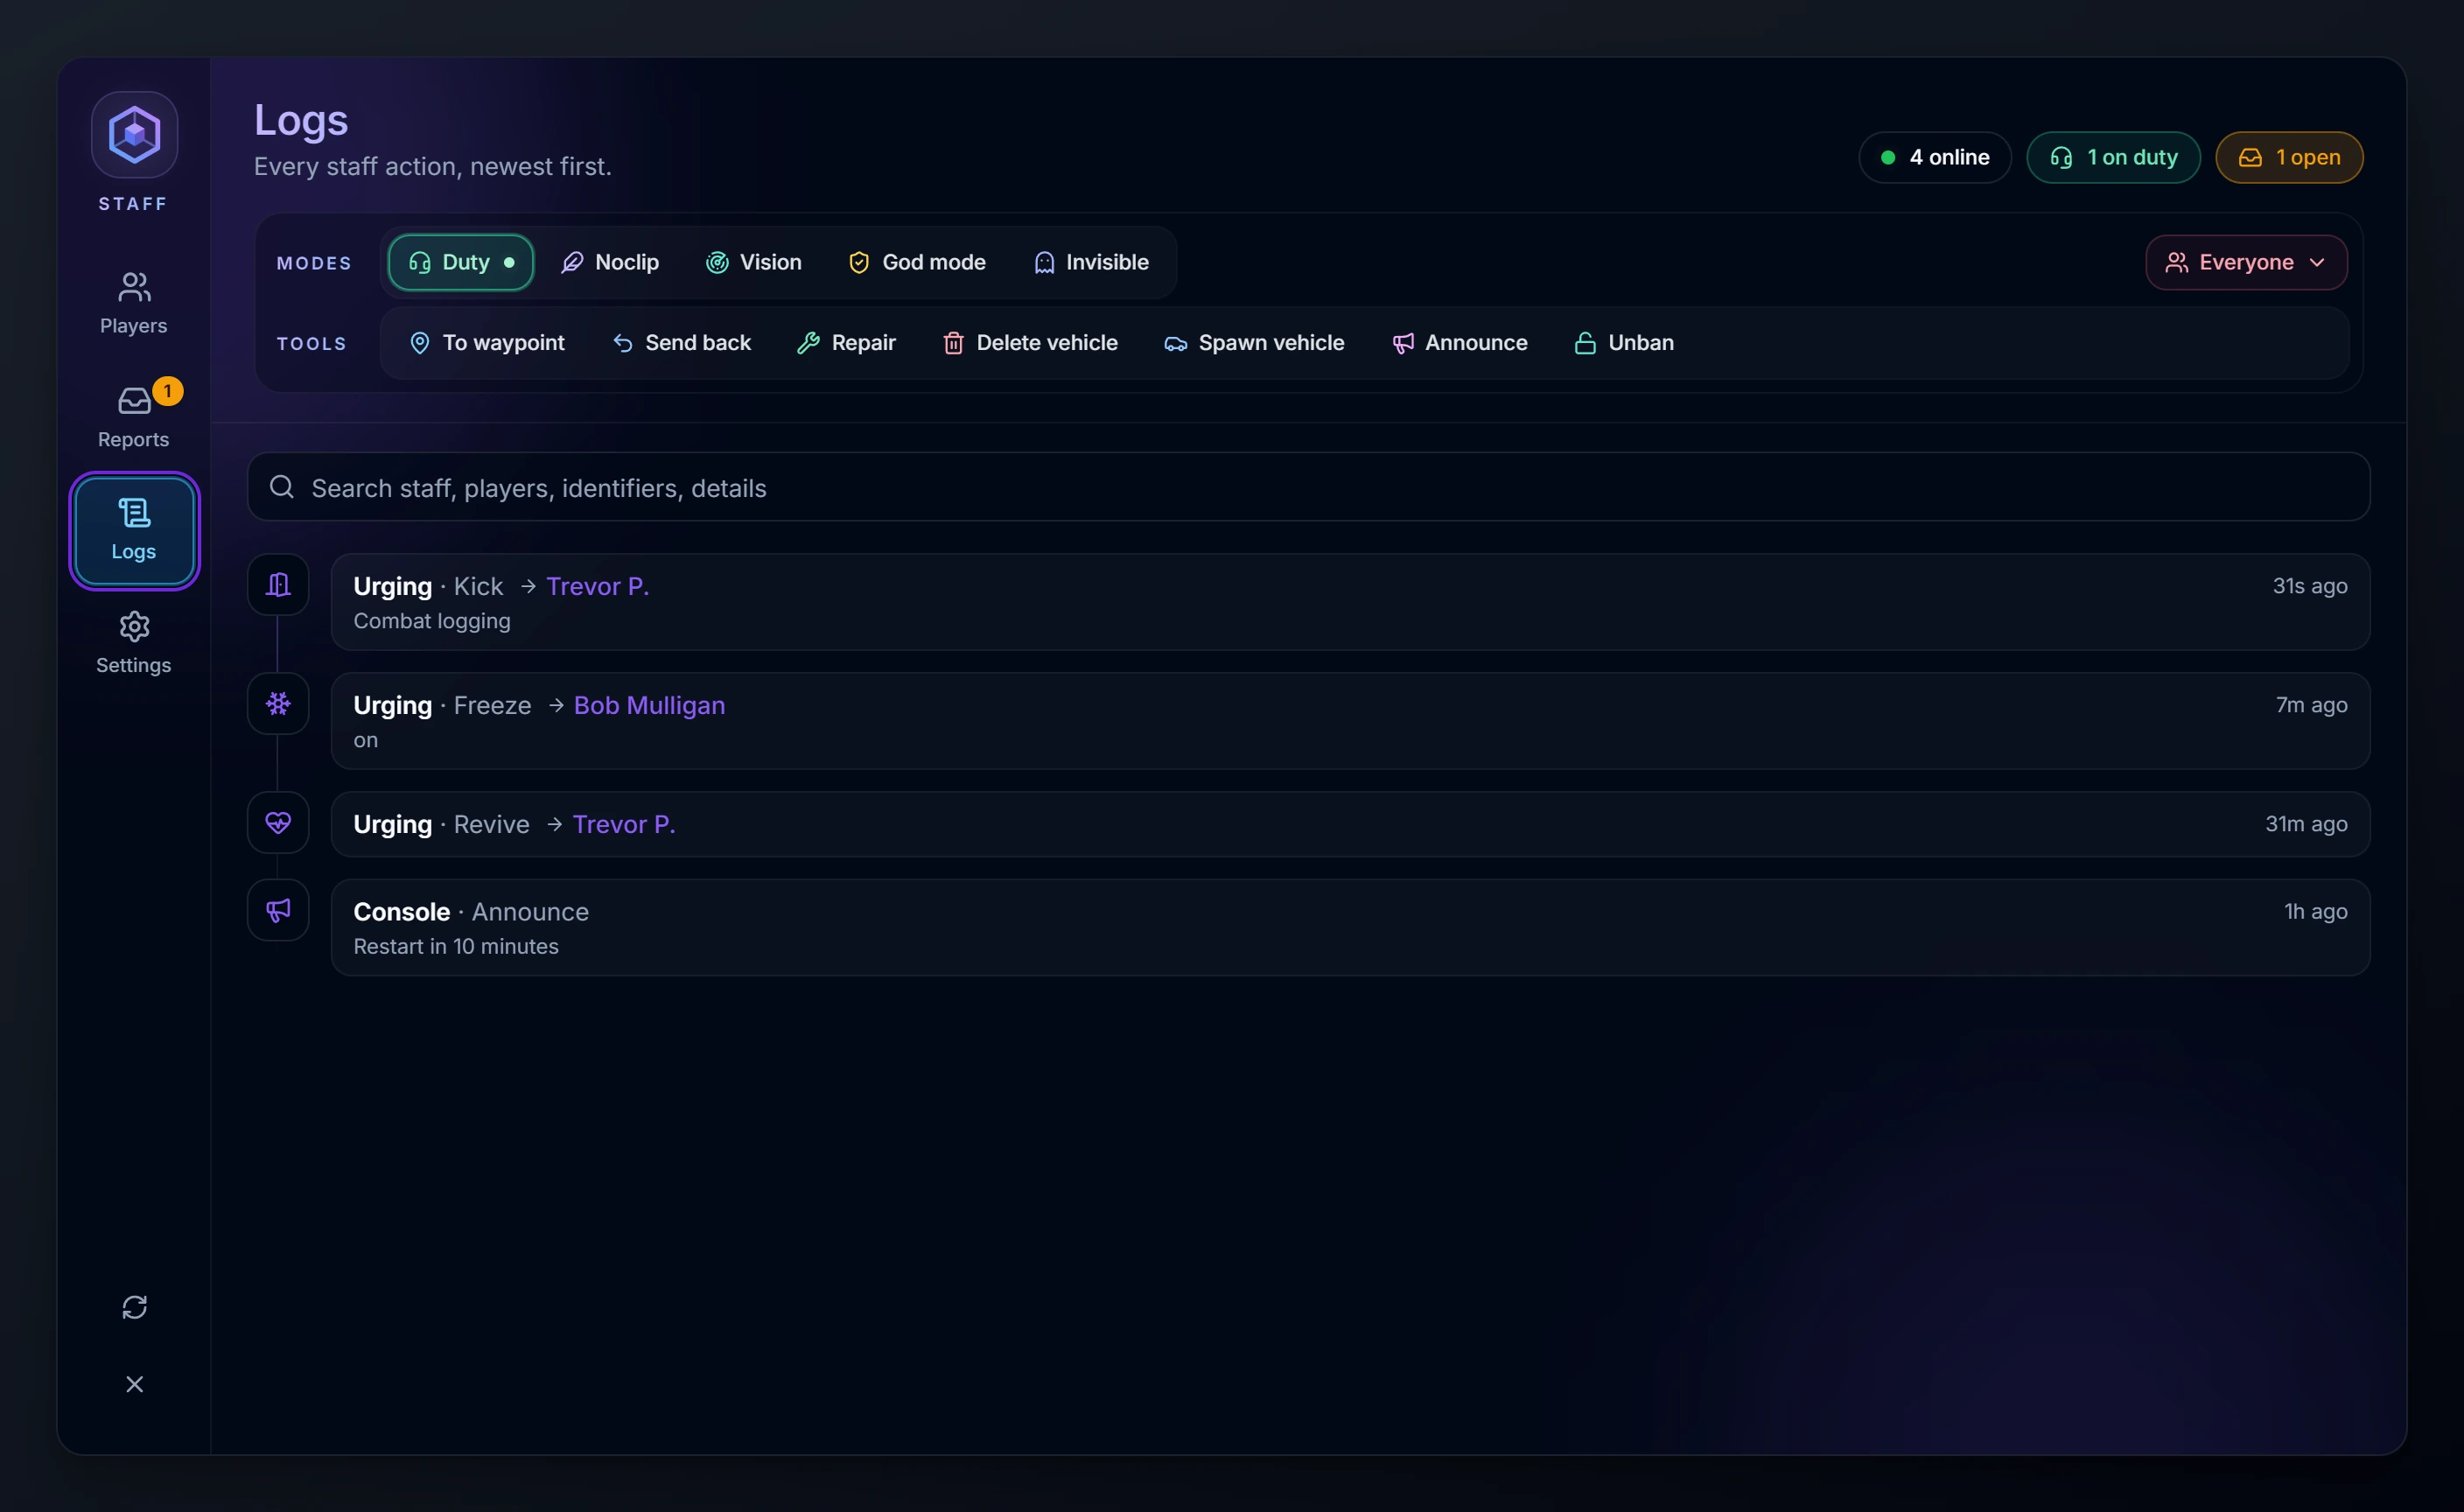 STAFF
Players
1
Reports
Logs
Settings
Logs
Every staff action, newest first.
4 online
1 on duty
1 open
MODES
Duty
Noclip
Vision
God mode
Invisible
Everyone
TOOLS
To waypoint
Send back
Repair
Delete vehicle
Spawn vehicle
Announce
Unban
Search staff, players, identifiers, details
Urging · Kick → Trevor P.
31s ago
Combat logging
Urging · Freeze → Bob Mulligan
7m ago
on
Urging · Revive → Trevor P.
31m ago
Console · Announce
1h ago
Restart in 10 minutes